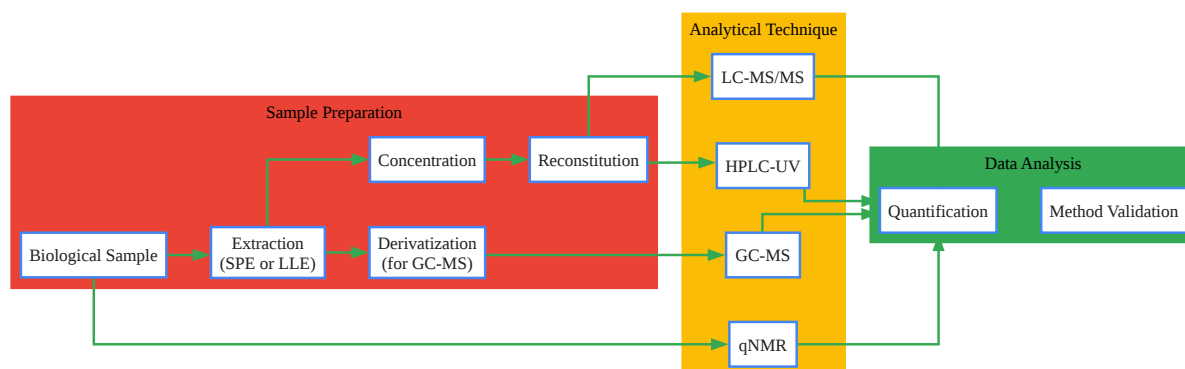 Analytical Technique
LC-MS/MS
Sample Preparation
Concentration
Reconstitution
HPLC-UV
Data Analysis
Quantification
Method Validation
Biological Sample
Extraction
(SPE or LLE)
Derivatization
(for GC-MS)
GC-MS
qNMR